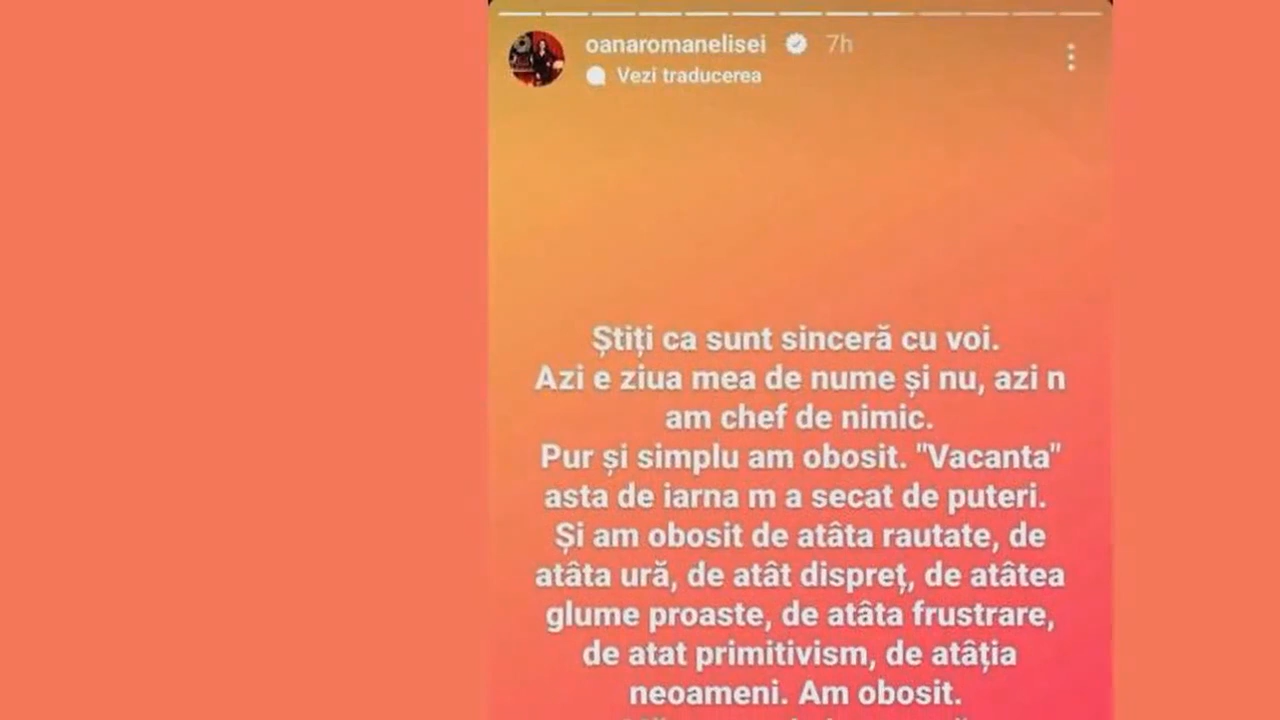 oanaromanelisei 7h
Vezi traducerea
Știți ca sunt sinceră cu voi.
Azi e ziua mea de nume și nu, azi n
am chef de nimic.
Pur și simplu am obosit. "Vacanta"
asta de iarna m a secat de puteri.
Și am obosit de atâta rautate, de
atâta ură, de atât dispreț, de atâtea
glume proaste, de atâta frustrare,
de atat primitivism, de atâția
neoameni. Am obosit.